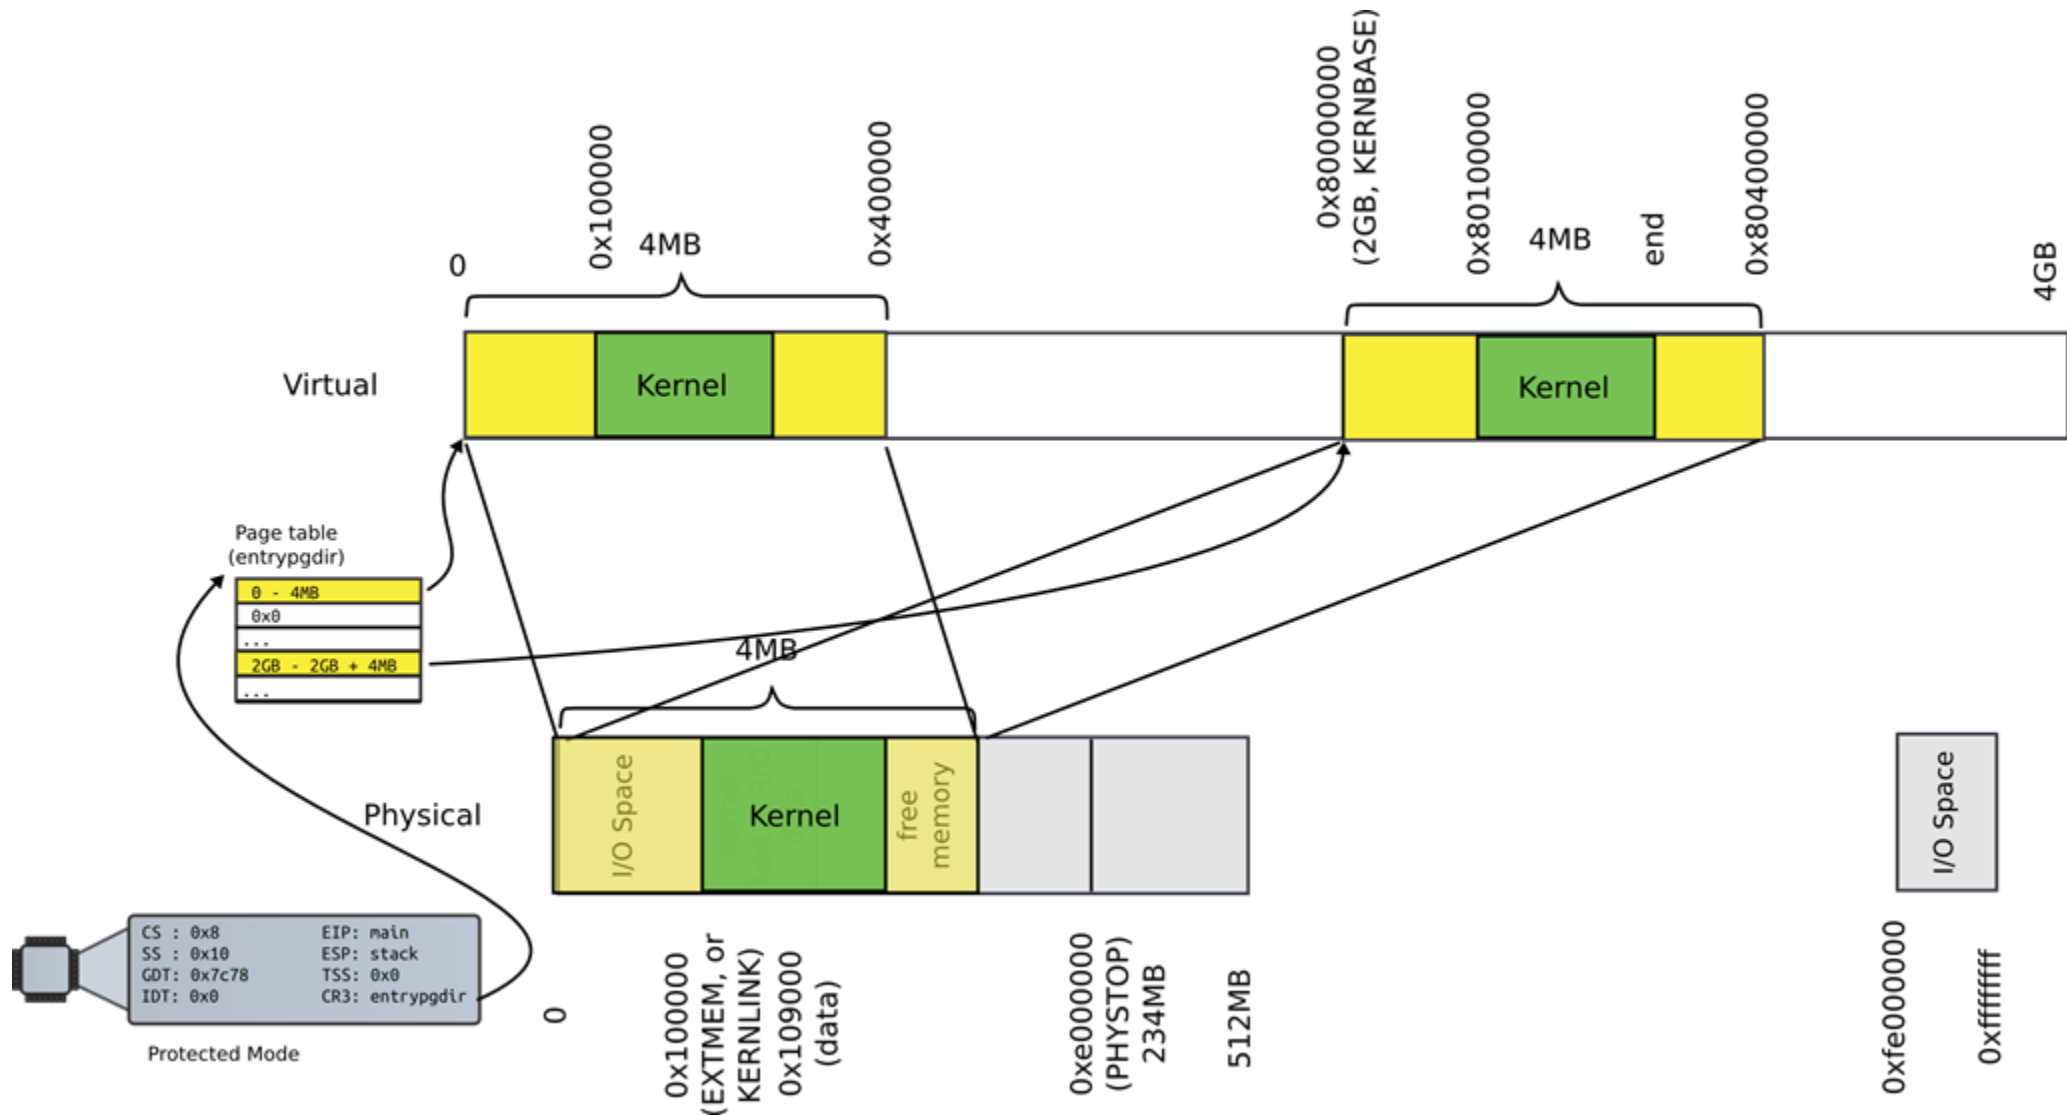 0x80000000
(2GB, KERNBASE)
0
0x100000
4MB
0x400000
0x80100000
4MB
end
0x80400000
4GB
Virtual
Kernel
Kernel
Page table
(entrypgdir)
0 - 4MB
0x0
...
2GB - 2GB + 4MB
...
4MB
Physical
I/O Space
Kernel
free
memory
I/O Space
CS : 0x8
SS : 0x10
GDT: 0x7c78
IDT: 0x0
EIP: main
ESP: stack
TSS: 0x0
CR3: entrypgdir
Protected Mode
0
0x100000
(EXTMEM, or
KERNLINK)
0x109000
(data)
0xe000000
(PHYSTOP)
234MB
512MB
0xfe000000
0xffffffff